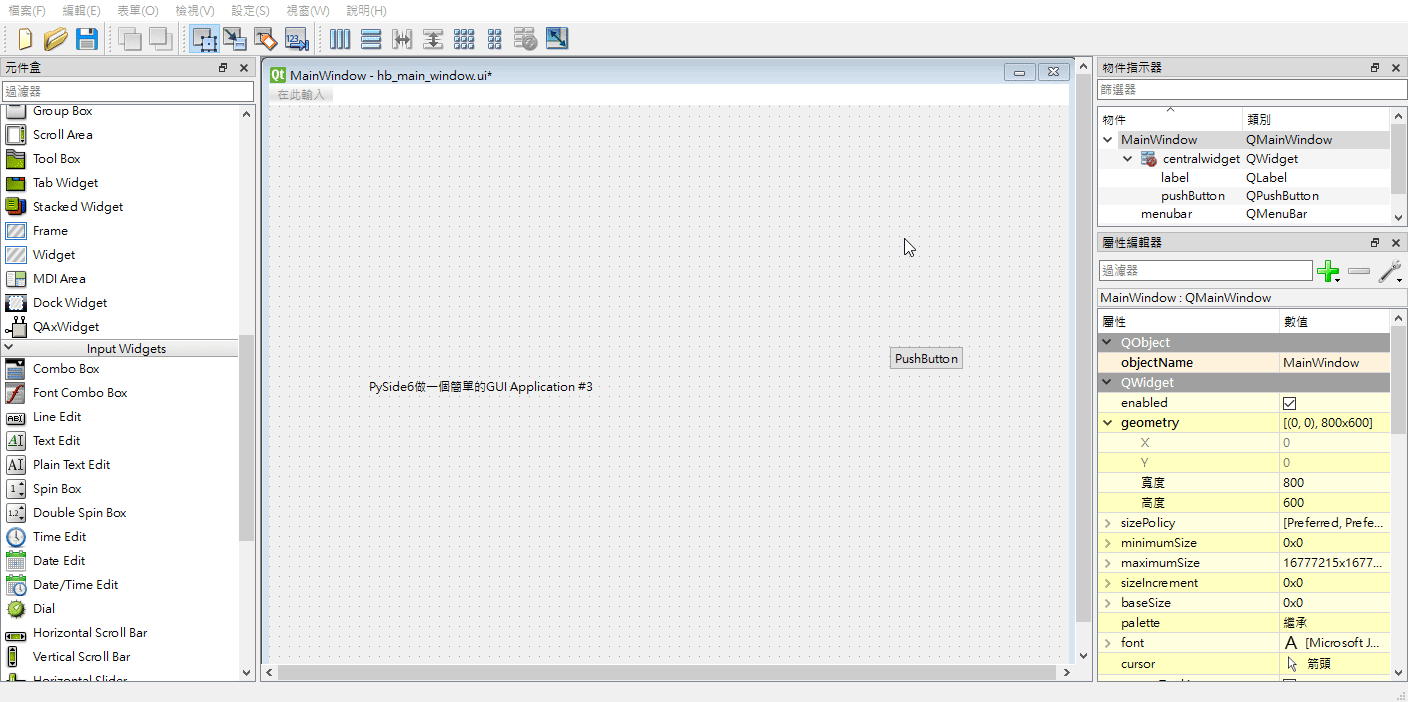 檔案(F) 編輯(E) 表單(O) 檢視(V) 設定(S) 視窗(W) 說明(H)
元件盒
過濾器
Group Box
Scroll Area
Tool Box
Tab Widget
Stacked Widget
Frame
Widget
MDI Area
Dock Widget
QAxWidget
Input Widgets
Combo Box
Font Combo Box
Line Edit
Text Edit
Plain Text Edit
Spin Box
Double Spin Box
Time Edit
Date Edit
Date/Time Edit
Dial
Horizontal Scroll Bar
Vertical Scroll Bar
Horizontal Slider
MainWindow - hb_main_window.ui*
在此輸入
PushButton
PySide6做一個簡單的GUI Application #3
物件指示器
篩選器
物件 類別
MainWindow QMainWindow
centralwidget QWidget
label QLabel
pushButton QPushButton
menubar QMenuBar
屬性編輯器
過濾器
MainWindow : QMainWindow
屬性 數值
QObject
objectName MainWindow
QWidget
enabled
geometry [(0, 0), 800x600]
X 0
Y 0
寬度 800
高度 600
sizePolicy [Preferred, Prefe...
minimumSize 0x0
maximumSize 16777215x1677...
sizeIncrement 0x0
baseSize 0x0
palette 繼承
font A [Microsoft J...
cursor 箭頭